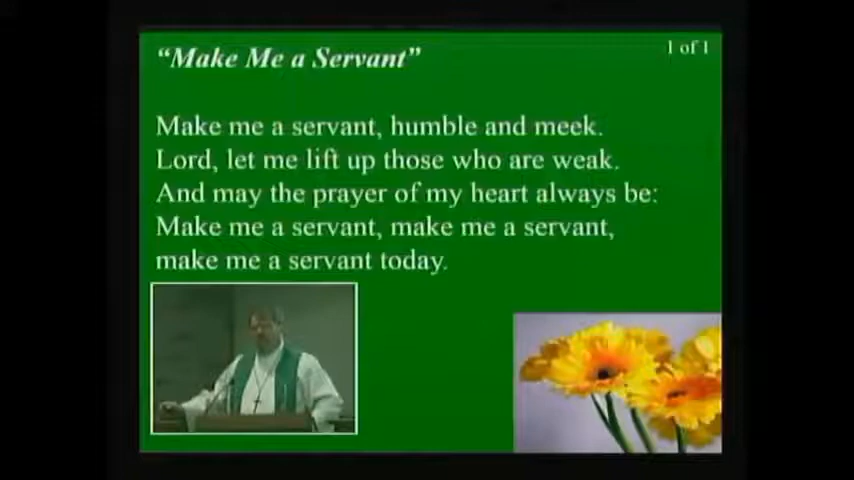 “Make Me a Servant”
1 of 1
Make me a servant, humble and meek.
Lord, let me lift up those who are weak.
And may the prayer of my heart always be:
Make me a servant, make me a servant,
make me a servant today.